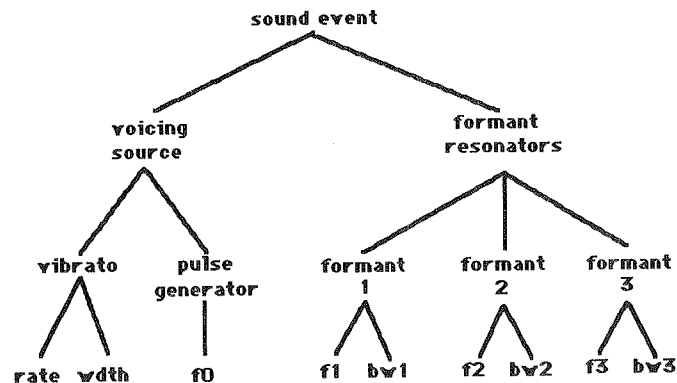 sound event
voicing
source
formant
resonators
vibrato
pulse
generator
formant
1
formant
2
formant
3
rate wdth
f0
f1 bw1
f2 bw2
f3 bw3